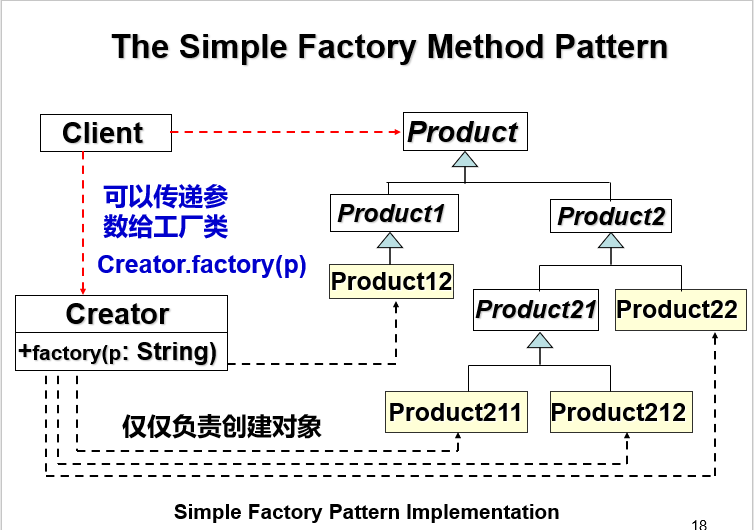 The Simple Factory Method Pattern
Client
Product
可以传递参
数给工厂类
Creator.factory(p)
Product1
Product2
Product12
Creator
+factory(p: String)
Product21
Product22
Product211
Product212
仅仅负责创建对象
Simple Factory Pattern Implementation
18